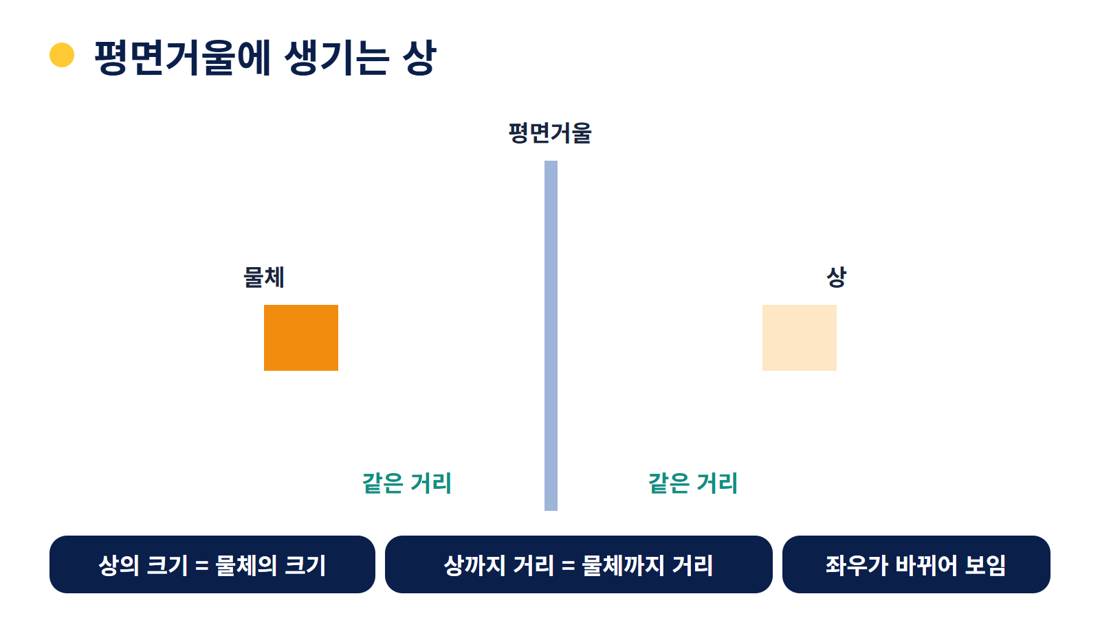 평면거울에 생기는 상
평면거울
물체
상
같은 거리
같은 거리
상의 크기 = 물체의 크기
상까지 거리 = 물체까지 거리
좌우가 바뀌어 보임